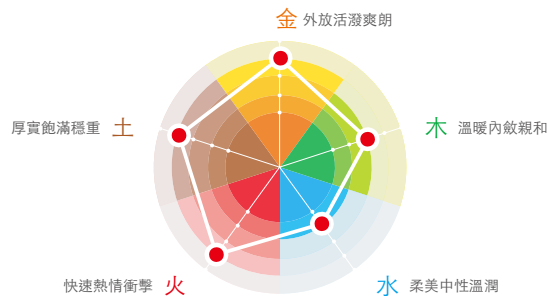 金 外放活潑爽朗
厚實飽滿穩重 土
木 溫暖內斂親和
快速熱情衝擊 火
水 柔美中性溫潤